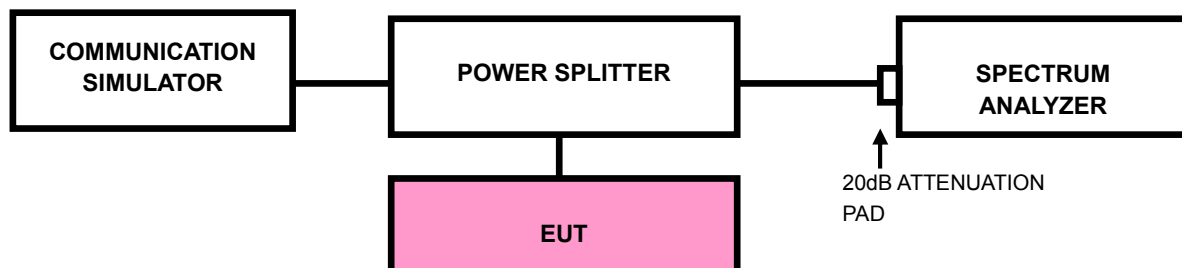 COMMUNICATION
SIMULATOR
POWER SPLITTER
SPECTRUM
ANALYZER
20dB ATTENUATION
PAD
EUT